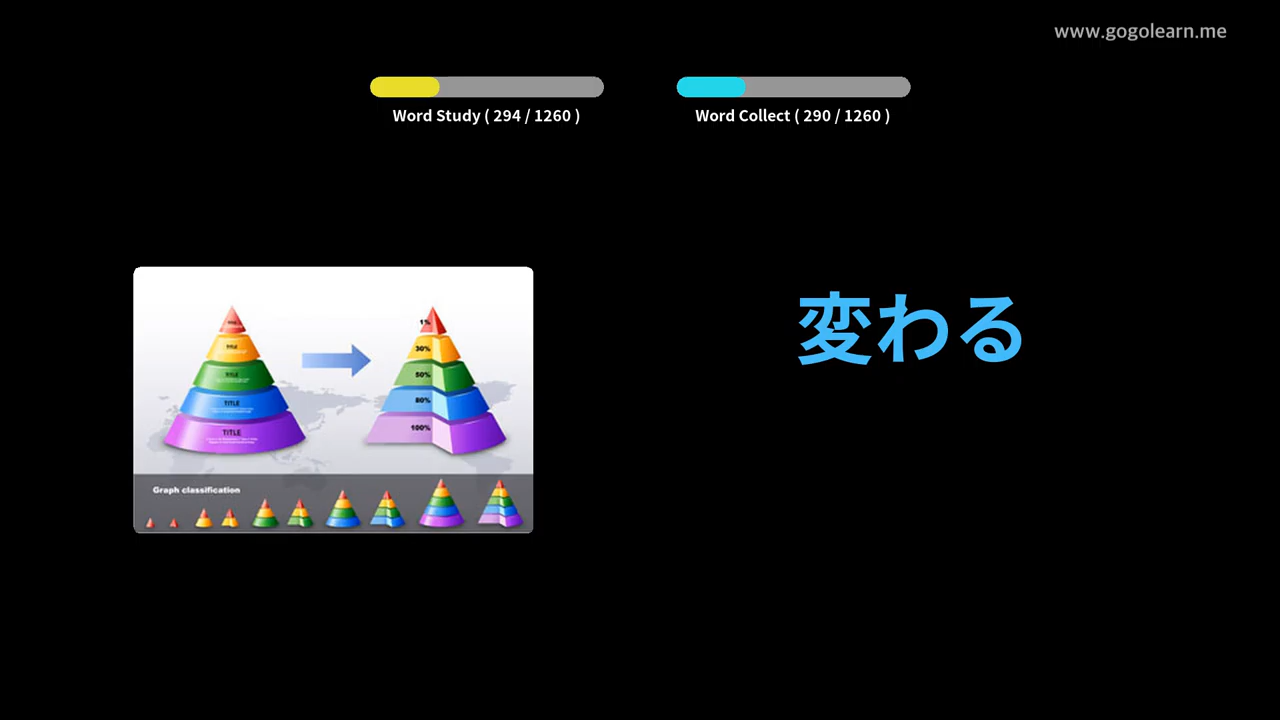 www.gogolearn.me
Word Study ( 294 / 1260 )
Word Collect ( 290 / 1260 )
変わる
TITLE
TITLE
TITLE
TITLE
1%
30%
50%
80%
100%
Graph classification